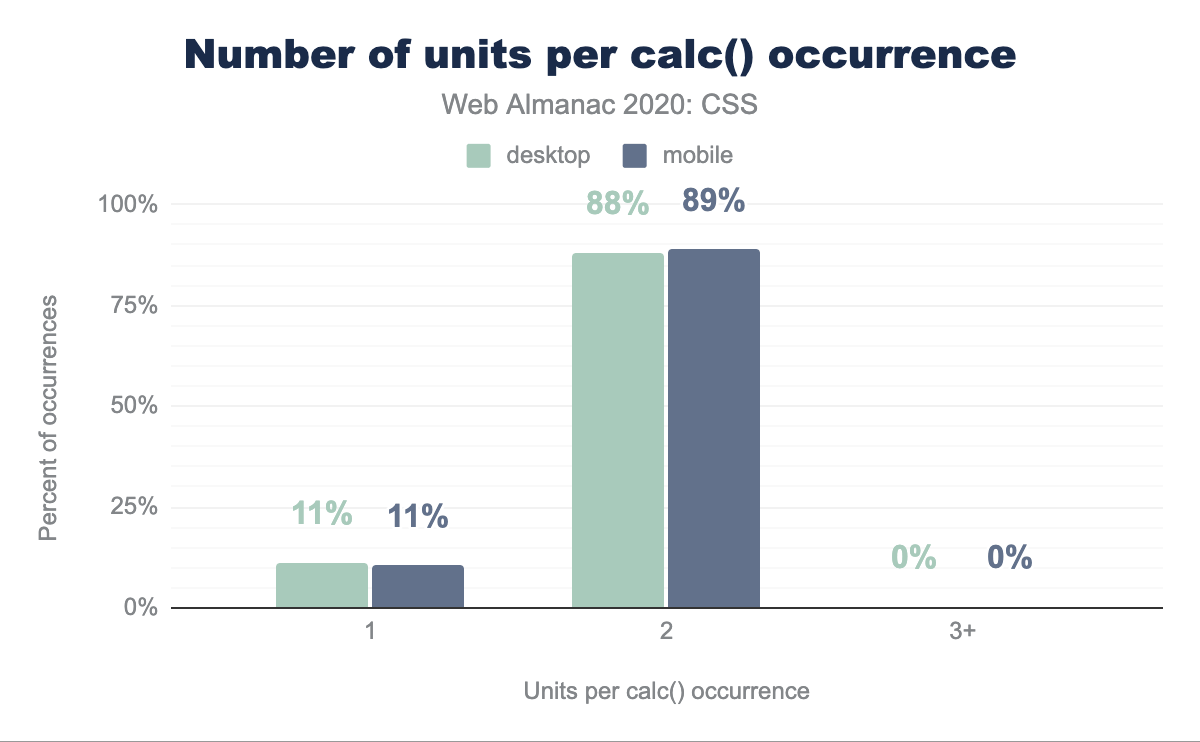 Number of units per calc() occurrence
Web Almanac 2020: CSS
desktop mobile
100%
75%
50%
25%
0%
Percent of occurrences
88% 89%
11% 11%
0% 0%
1 2 3+
Units per calc() occurrence